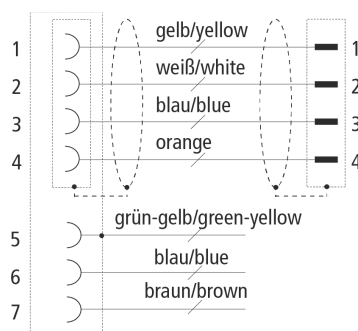 1 gelb/yellow 1
2 weiß/white 2
3 blau/blue 3
4 orange 4
5 grün-gelb/green-yellow
6 blau/blue
7 braun/brown